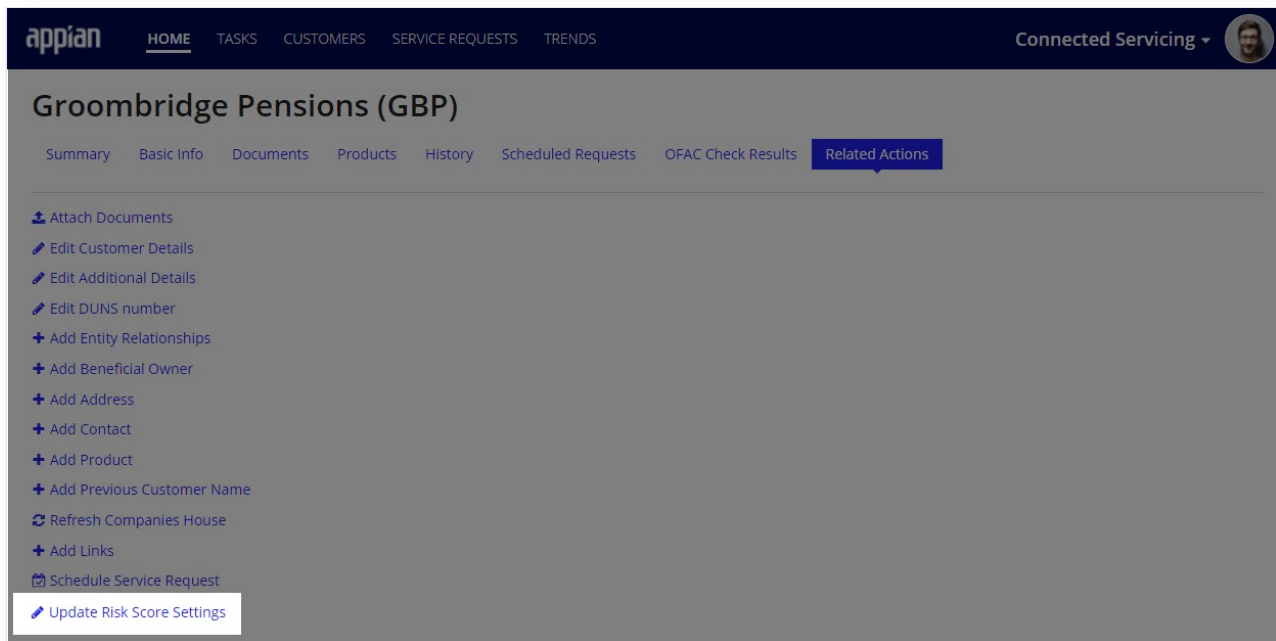 appian HOME TASKS CUSTOMERS SERVICE REQUESTS TRENDS Connected Servicing
Groombridge Pensions (GBP)
Summary Basic Info Documents Products History Scheduled Requests OFAC Check Results Related Actions
Attach Documents
Edit Customer Details
Edit Additional Details
Edit DUNS number
Add Entity Relationships
Add Beneficial Owner
Add Address
Add Contact
Add Product
Add Previous Customer Name
Refresh Companies House
Add Links
Schedule Service Request
Update Risk Score Settings